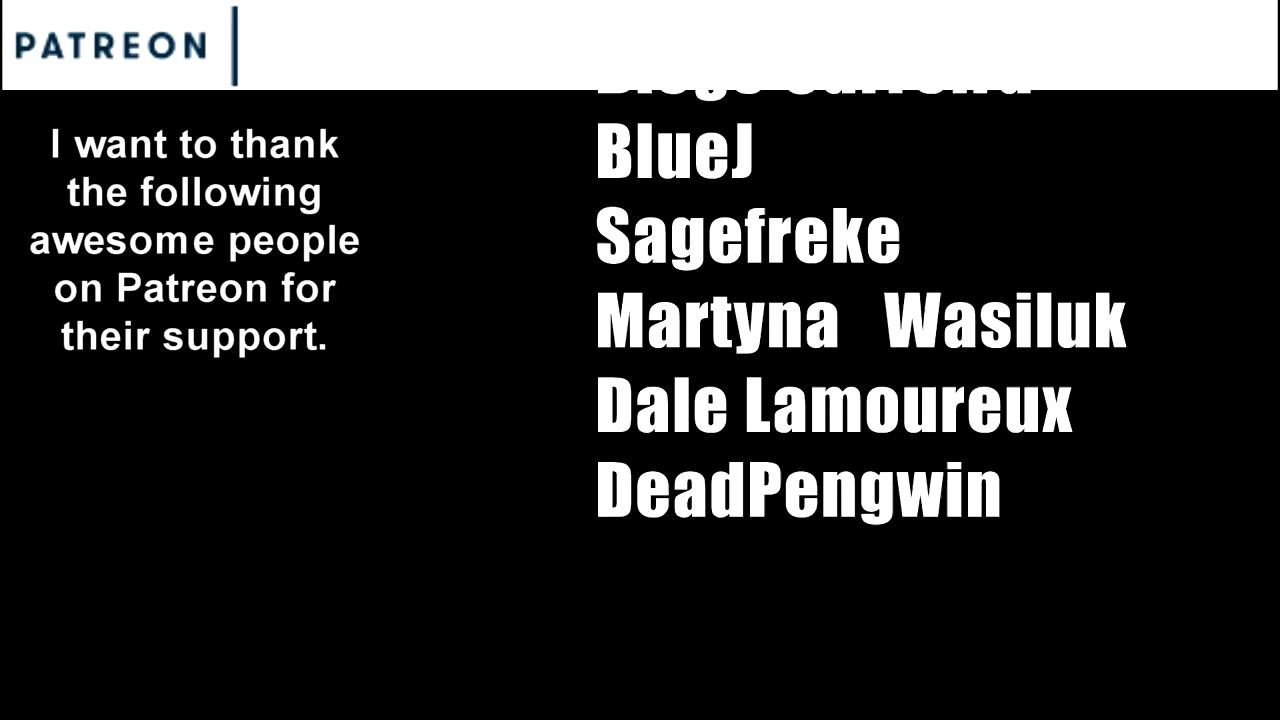 PATREON
I want to thank
the following
awesome people
on Patreon for
their support.
BlueJ
Sagefreke
Martyna Wasiluk
Dale Lamoureux
DeadPengwin